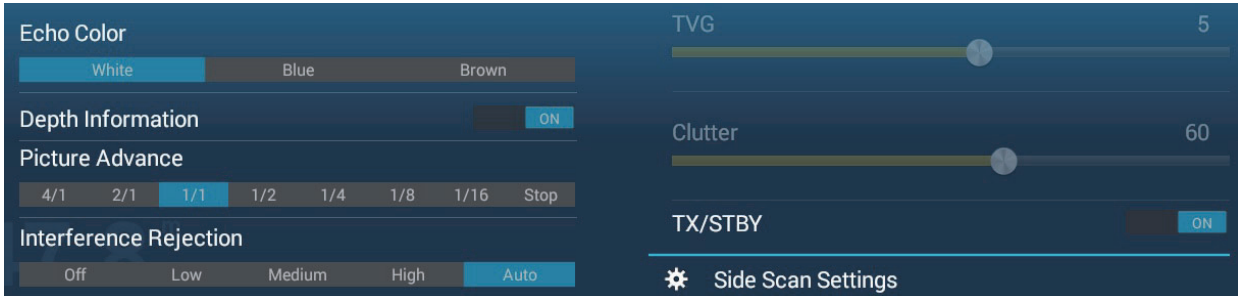 Echo Color
White Blue Brown
Depth Information ON
Picture Advance
4/1 2/1 1/1 1/2 1/4 1/8 1/16 Stop
Interference Rejection
Off Low Medium High Auto
TVG 5
Clutter 60
TX/STBY ON
Side Scan Settings